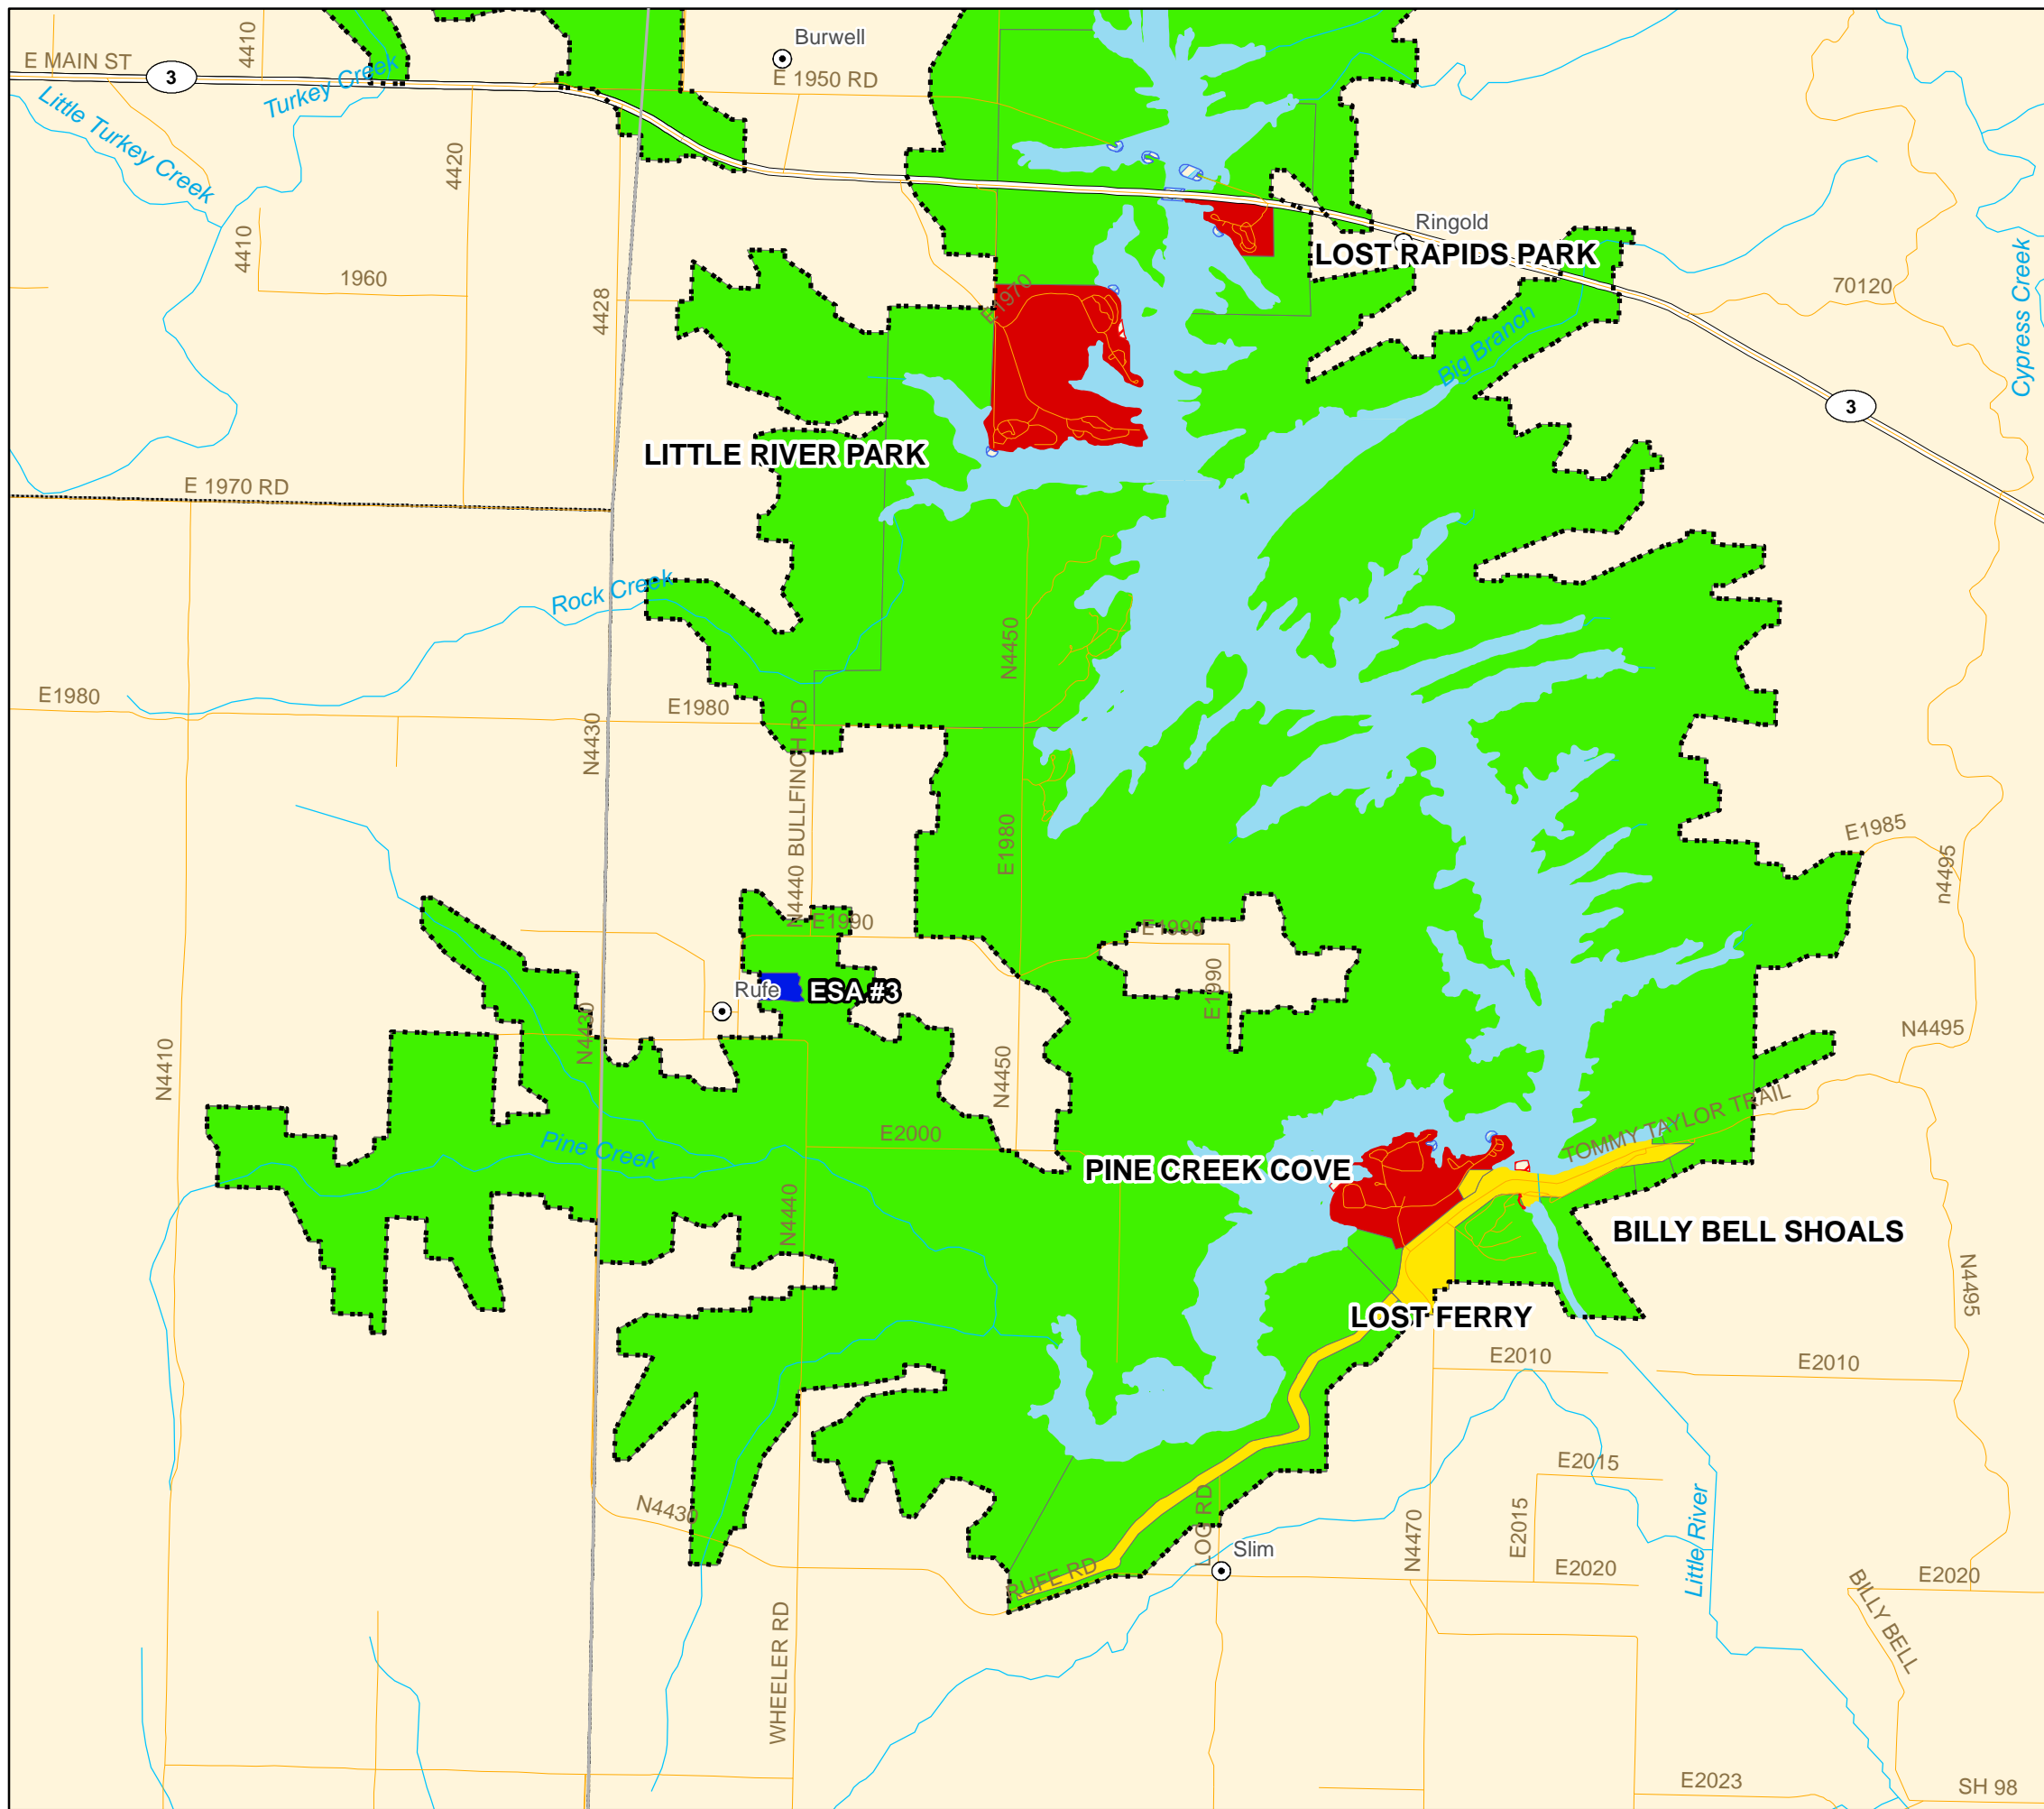 Burwell
4410
E MAIN ST
3
Turkey Creek
E 1950 RD
Little Turkey Creek
4420
Ringold
LOST RAPIDS PARK
4410
1960
4428
E1970
70120
Cypress Creek
Big Branch
3
LITTLE RIVER PARK
E 1970 RD
Rock Creek
N4450
E1980
E1980
N4430
N4440 BULLFINCH RD
E1980
E1985
n4495
E1990
E1990
Rufe
ESA #3
E1990
N4430
N4410
N4450
N4495
TOMMY TAYLOR TRAIL
E2000
Pine Creek
PINE CREEK COVE
N4440
BILLY BELL SHOALS
N4495
LOST FERRY
E2010
E2010
E2015
N4430
LOG RD
N4470
E2015
Little River
Slim
RUFE RD
E2020
E2020
BILLY BELL
WHEELER RD
E2023
SH 98